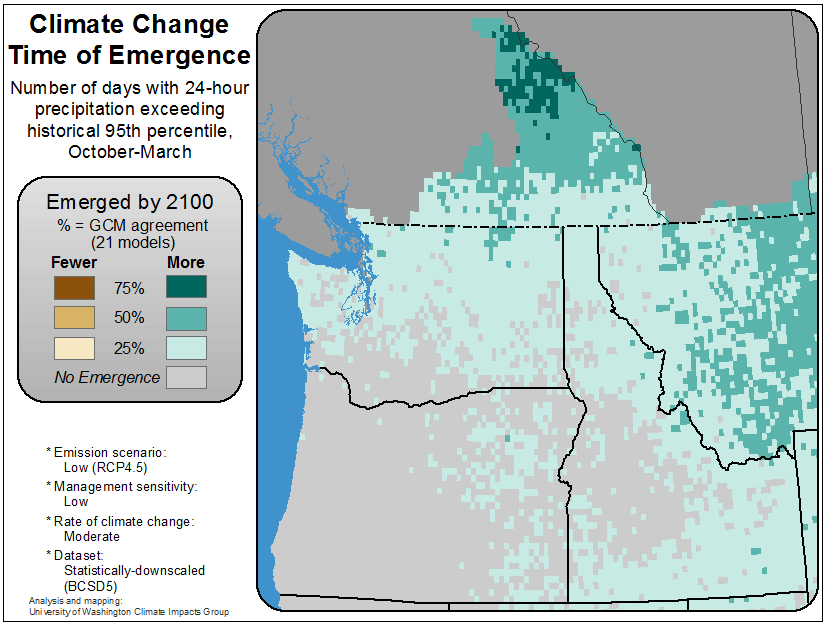 Climate Change
Time of Emergence
Number of days with 24-hour
precipitation exceeding
historical 95th percentile,
October-March
Emerged by 2100
% = GCM agreement
(21 models)
Fewer More
75%
50%
25%
No Emergence
* Emission scenario:
Low (RCP4.5)
* Management sensitivity:
Low
* Rate of climate change:
Moderate
* Dataset:
Statistically-downscaled
(BCSD5)
Analysis and mapping:
University of Washington Climate Impacts Group